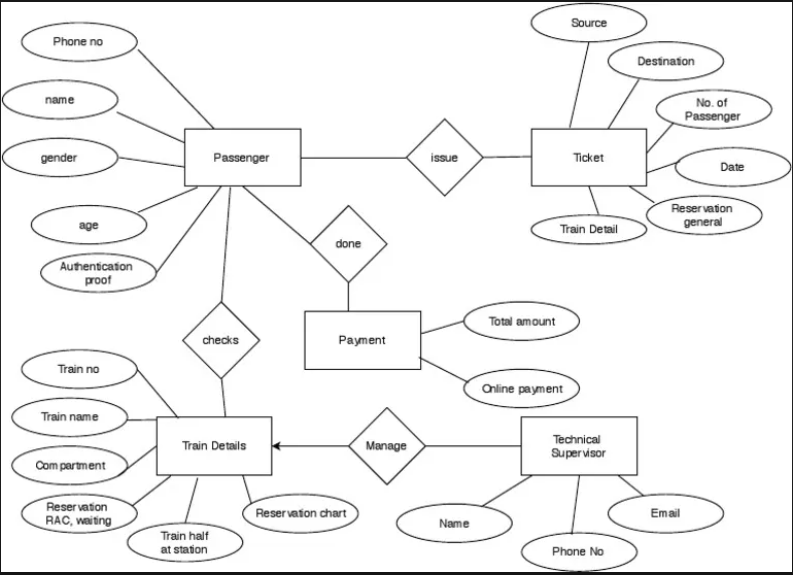 Source
Phone no
Destination
name
No. of
Passenger
gender
Passenger
issue
Ticket
Date
age
Reservation
general
Train Detail
done
Authentication
proof
Total amount
checks
Payment
Train no
Online payment
Train name
Train Details
Manage
Technical
Supervisor
Compartment
Reservation
RAC, waiting
Reservation chart
Name
Email
Train half
at station
Phone No